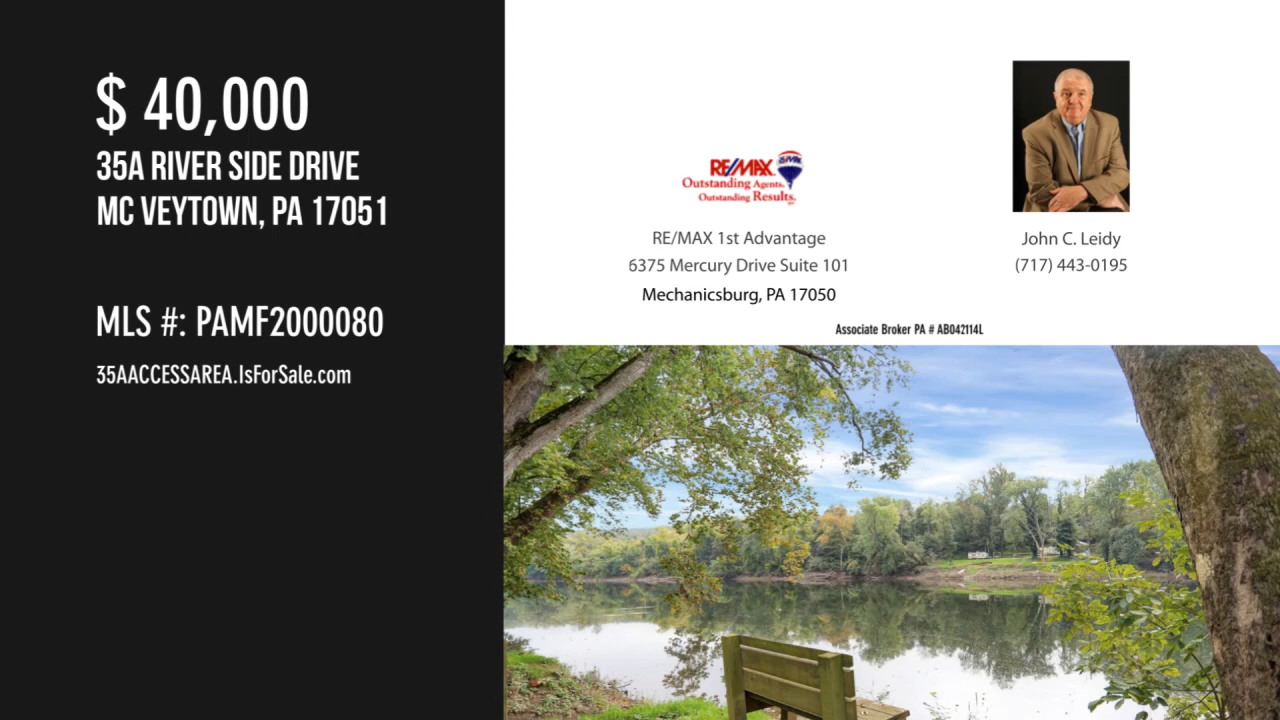 $ 40,000
35A RIVER SIDE DRIVE
MC VEYTOWN, PA 17051
MLS #: PAMF2000080
35AACCESSAREA.IsForSale.com
RE/MAX
Outstanding Agents.
Outstanding Results.
RE/MAX 1st Advantage
6375 Mercury Drive Suite 101
Mechanicsburg, PA 17050
John C. Leidy
(717) 443-0195
Associate Broker PA # AB042114L